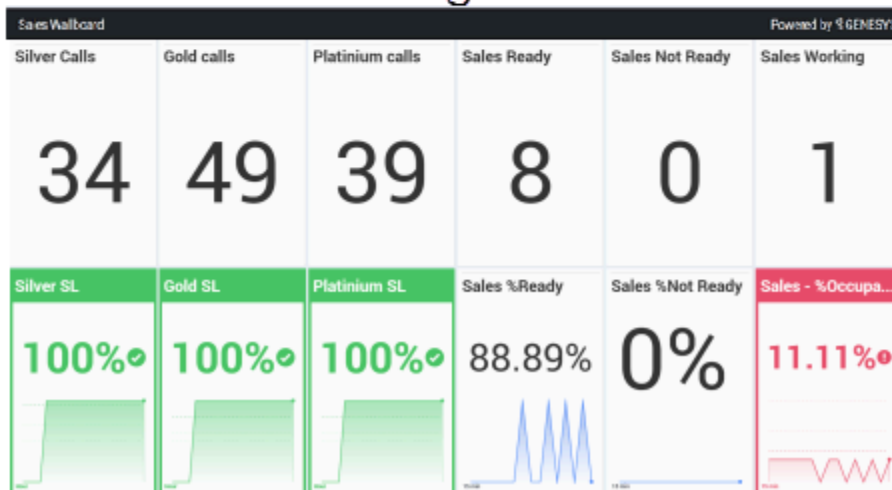 Sales Wallboard Powered by GENESYS
Silver Calls Gold calls Platinium calls Sales Ready Sales Not Ready Sales Working
34 49 39 8 0 1
Silver SL Gold SL Platinium SL Sales %Ready Sales %Not Ready Sales - %Occupa...
100% 100% 100% 88.89% 0% 11.11%